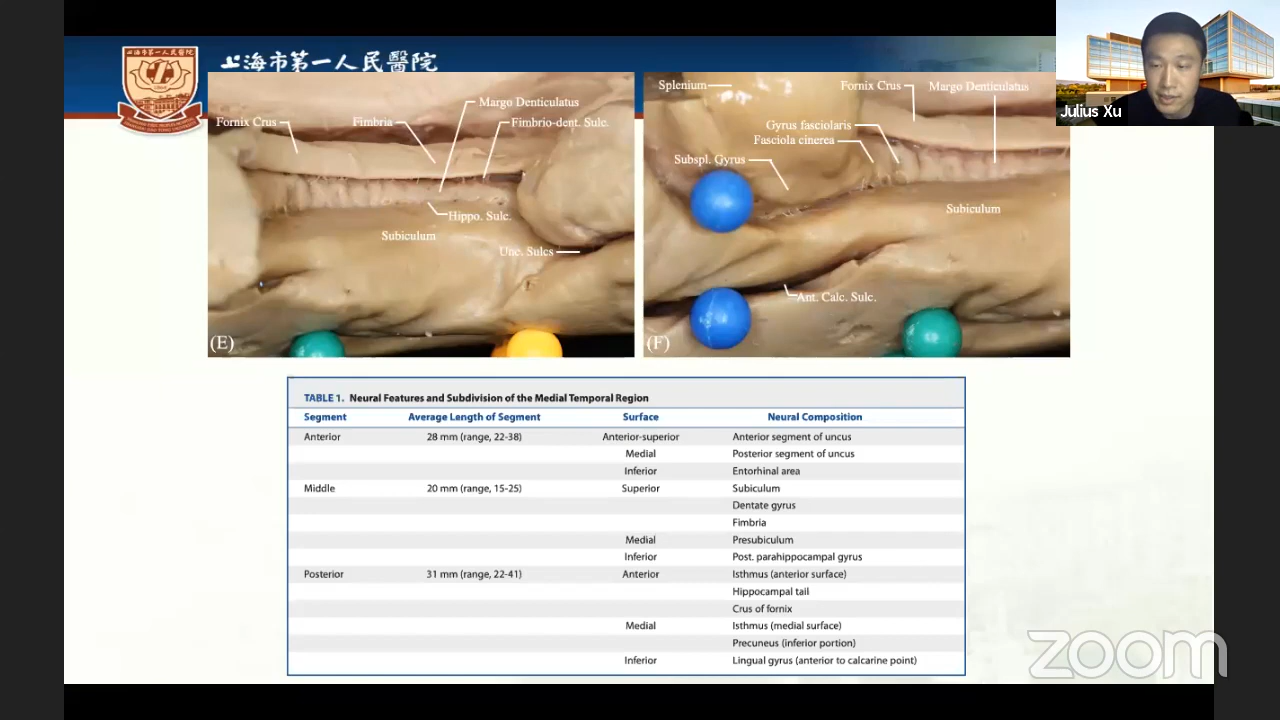 上海市第一人民醫院
Julius Xu
Fornix Crus
Fimbria
Margo Denticulatus
Fimbrio-dent. Sulc.
Hippo. Sulc.
Subiculum
Unc. Sulcs
(E)
Splenium
Fornix Crus
Margo Denticulatus
Gyrus fasciolaris
Fasciola cinerea
Subspl. Gyrus
Subiculum
Ant. Calc. Sulc.
(F)
TABLE 1. Neural Features and Subdivision of the Medial Temporal Region
Segment Average Length of Segment Surface Neural Composition
Anterior 28 mm (range, 22-38) Anterior-superior Anterior segment of uncus
Medial Posterior segment of uncus
Inferior Entorhinal area
Middle 20 mm (range, 15-25) Superior Subiculum
Dentate gyrus
Fimbria
Medial Presubiculum
Inferior Post. parahippocampal gyrus
Posterior 31 mm (range, 22-41) Anterior Isthmus (anterior surface)
Hippocampal tail
Crus of fornix
Medial Isthmus (medial surface)
Precuneus (inferior portion)
Inferior Lingual gyrus (anterior to calcarine point)
zoom